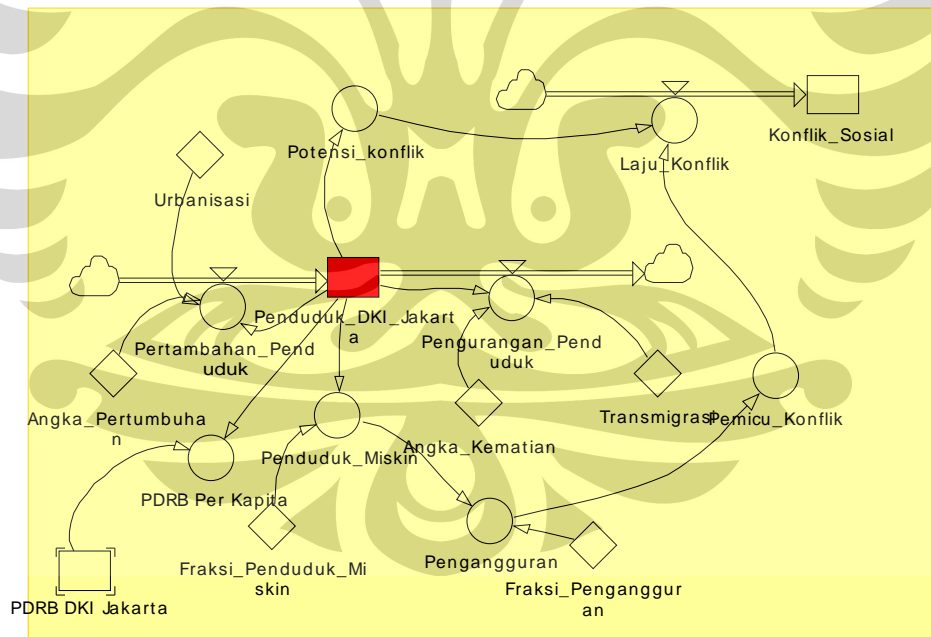 Potensi_konflik
Konflik_Sosial
Laju_Konflik
Urbanisasi
Penduduk_DKI_Jakart
a
Pertambahan_Pend
uduk
Pengurangan_Pend
uduk
Angka_Pertumbuha
n
Transmigrasi
Pemicu_Konflik
Angka_Kematian
Penduduk_Miskin
PDRB Per Kapita
Pengangguran
Fraksi_Penduduk_Mi
skin
Fraksi_Penganggur
an
PDRB DKI Jakarta